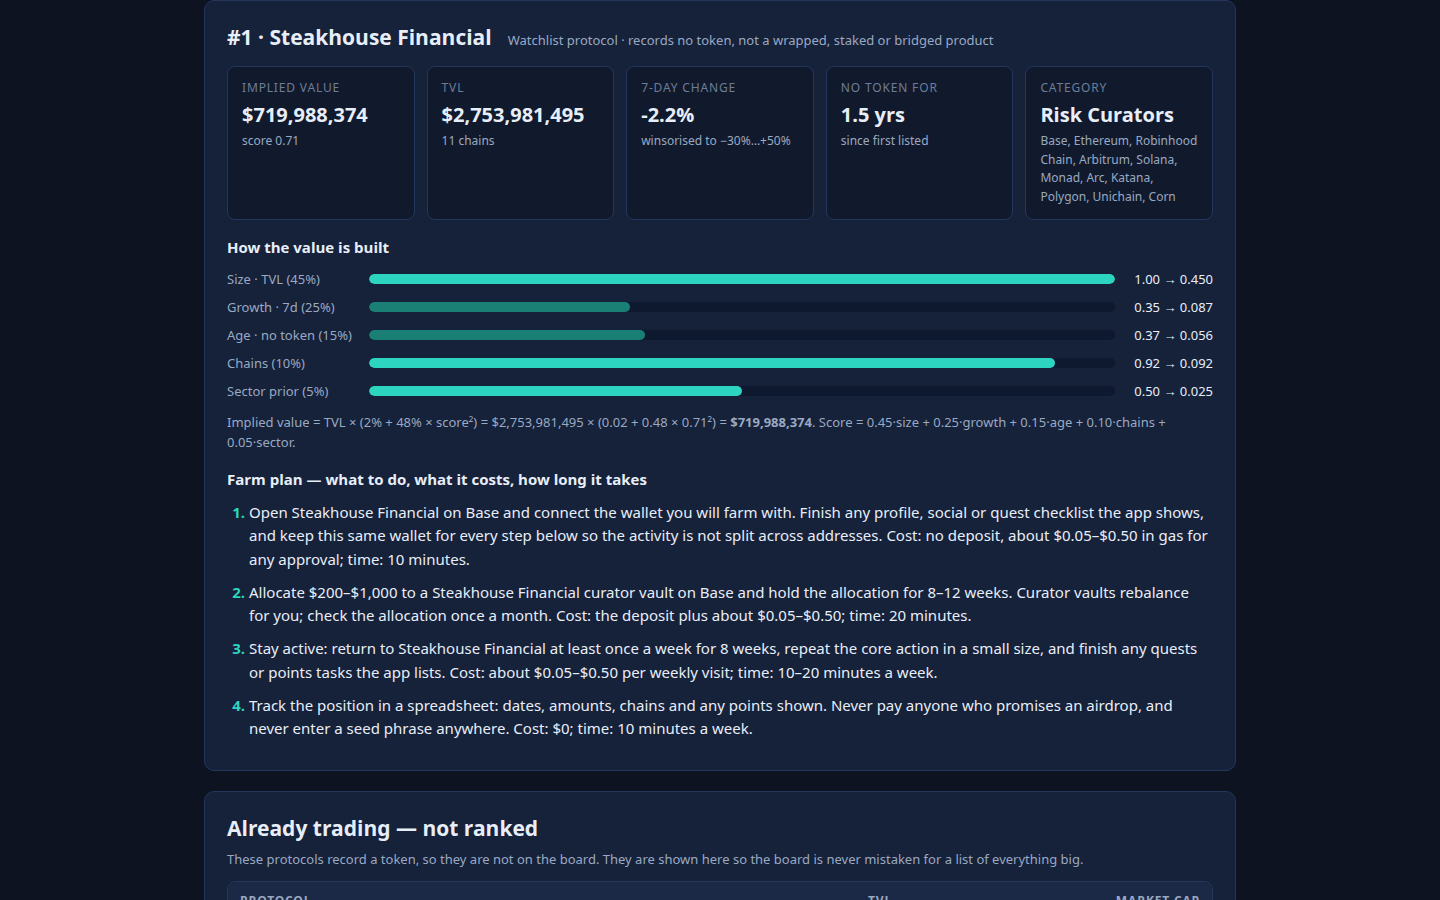 #1 · Steakhouse Financial Watchlist protocol · records no token, not a wrapped, staked or bridged product
IMPLIED VALUE
$719,988,374
score 0.71
TVL
$2,753,981,495
11 chains
7-DAY CHANGE
-2.2%
winsorised to −30%…+50%
NO TOKEN FOR
1.5 yrs
since first listed
CATEGORY
Risk Curators
Base, Ethereum, Robinhood
Chain, Arbitrum, Solana,
Monad, Arc, Katana,
Polygon, Unichain, Corn
How the value is built
Size · TVL (45%) 1.00 → 0.450
Growth · 7d (25%) 0.35 → 0.087
Age · no token (15%) 0.37 → 0.056
Chains (10%) 0.92 → 0.092
Sector prior (5%) 0.50 → 0.025
Implied value = TVL × (2% + 48% × score²) = $2,753,981,495 × (0.02 + 0.48 × 0.71²) = $719,988,374. Score = 0.45·size + 0.25·growth + 0.15·age + 0.10·chains +
0.05·sector.
Farm plan — what to do, what it costs, how long it takes
1. Open Steakhouse Financial on Base and connect the wallet you will farm with. Finish any profile, social or quest checklist the app shows,
and keep this same wallet for every step below so the activity is not split across addresses. Cost: no deposit, about $0.05–$0.50 in gas for
any approval; time: 10 minutes.
2. Allocate $200–$1,000 to a Steakhouse Financial curator vault on Base and hold the allocation for 8–12 weeks. Curator vaults rebalance
for you; check the allocation once a month. Cost: the deposit plus about $0.05–$0.50; time: 20 minutes.
3. Stay active: return to Steakhouse Financial at least once a week for 8 weeks, repeat the core action in a small size, and finish any quests
or points tasks the app lists. Cost: about $0.05–$0.50 per weekly visit; time: 10–20 minutes a week.
4. Track the position in a spreadsheet: dates, amounts, chains and any points shown. Never pay anyone who promises an airdrop, and
never enter a seed phrase anywhere. Cost: $0; time: 10 minutes a week.
Already trading — not ranked
These protocols record a token, so they are not on the board. They are shown here so the board is never mistaken for a list of everything big.
PROTOCOL TVL MARKET CAP